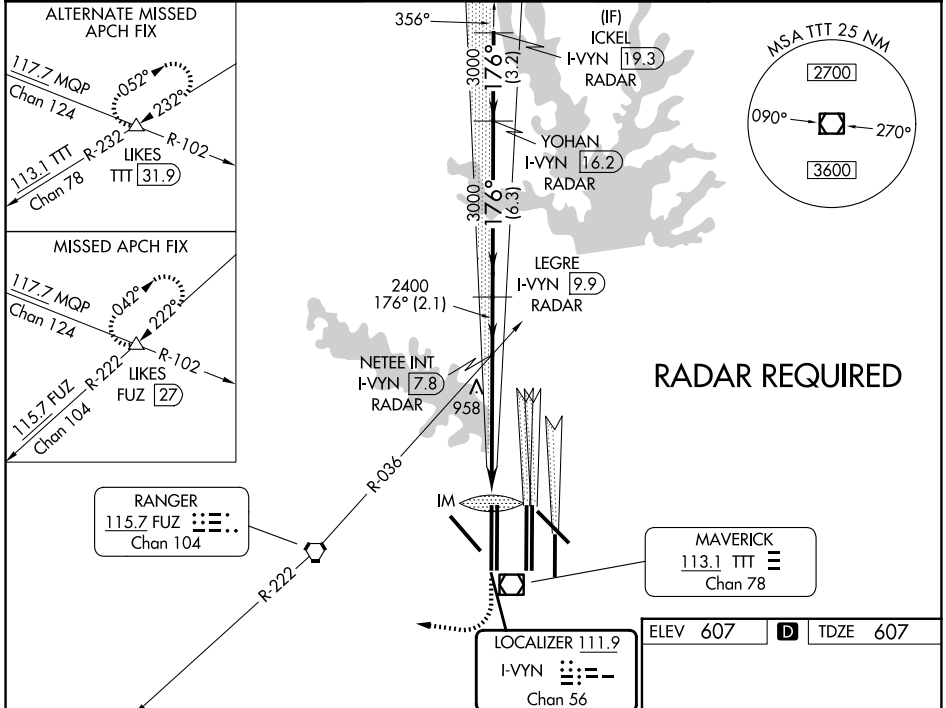 ALTERNATE MISSED
APCH FIX
117.7 MQP
Chan 124
052°
232°
R-102
R-232
113.1 TTT
Chan 78
LIKES
TTT 31.9
MISSED APCH FIX
117.7 MQP
Chan 124
042°
222°
R-102
R-222
115.7 FUZ
Chan 104
LIKES
FUZ 27
356°
(IF)
ICKEL
I-VYN 19.3
RADAR
3000
176°
(3.2)
YOHAN
I-VYN 16.2
RADAR
3000
176°
(6.3)
LEGRE
I-VYN 9.9
RADAR
2400
176° (2.1)
NETEE INT
I-VYN 7.8
RADAR
958
MSA TTT 25 NM
2700
090°
270°
3600
RADAR REQUIRED
R-036
IM
RANGER
115.7 FUZ
Chan 104
R-222
MAVERICK
113.1 TTT
Chan 78
LOCALIZER 111.9
I-VYN
Chan 56
ELEV 607
D
TDZE 607